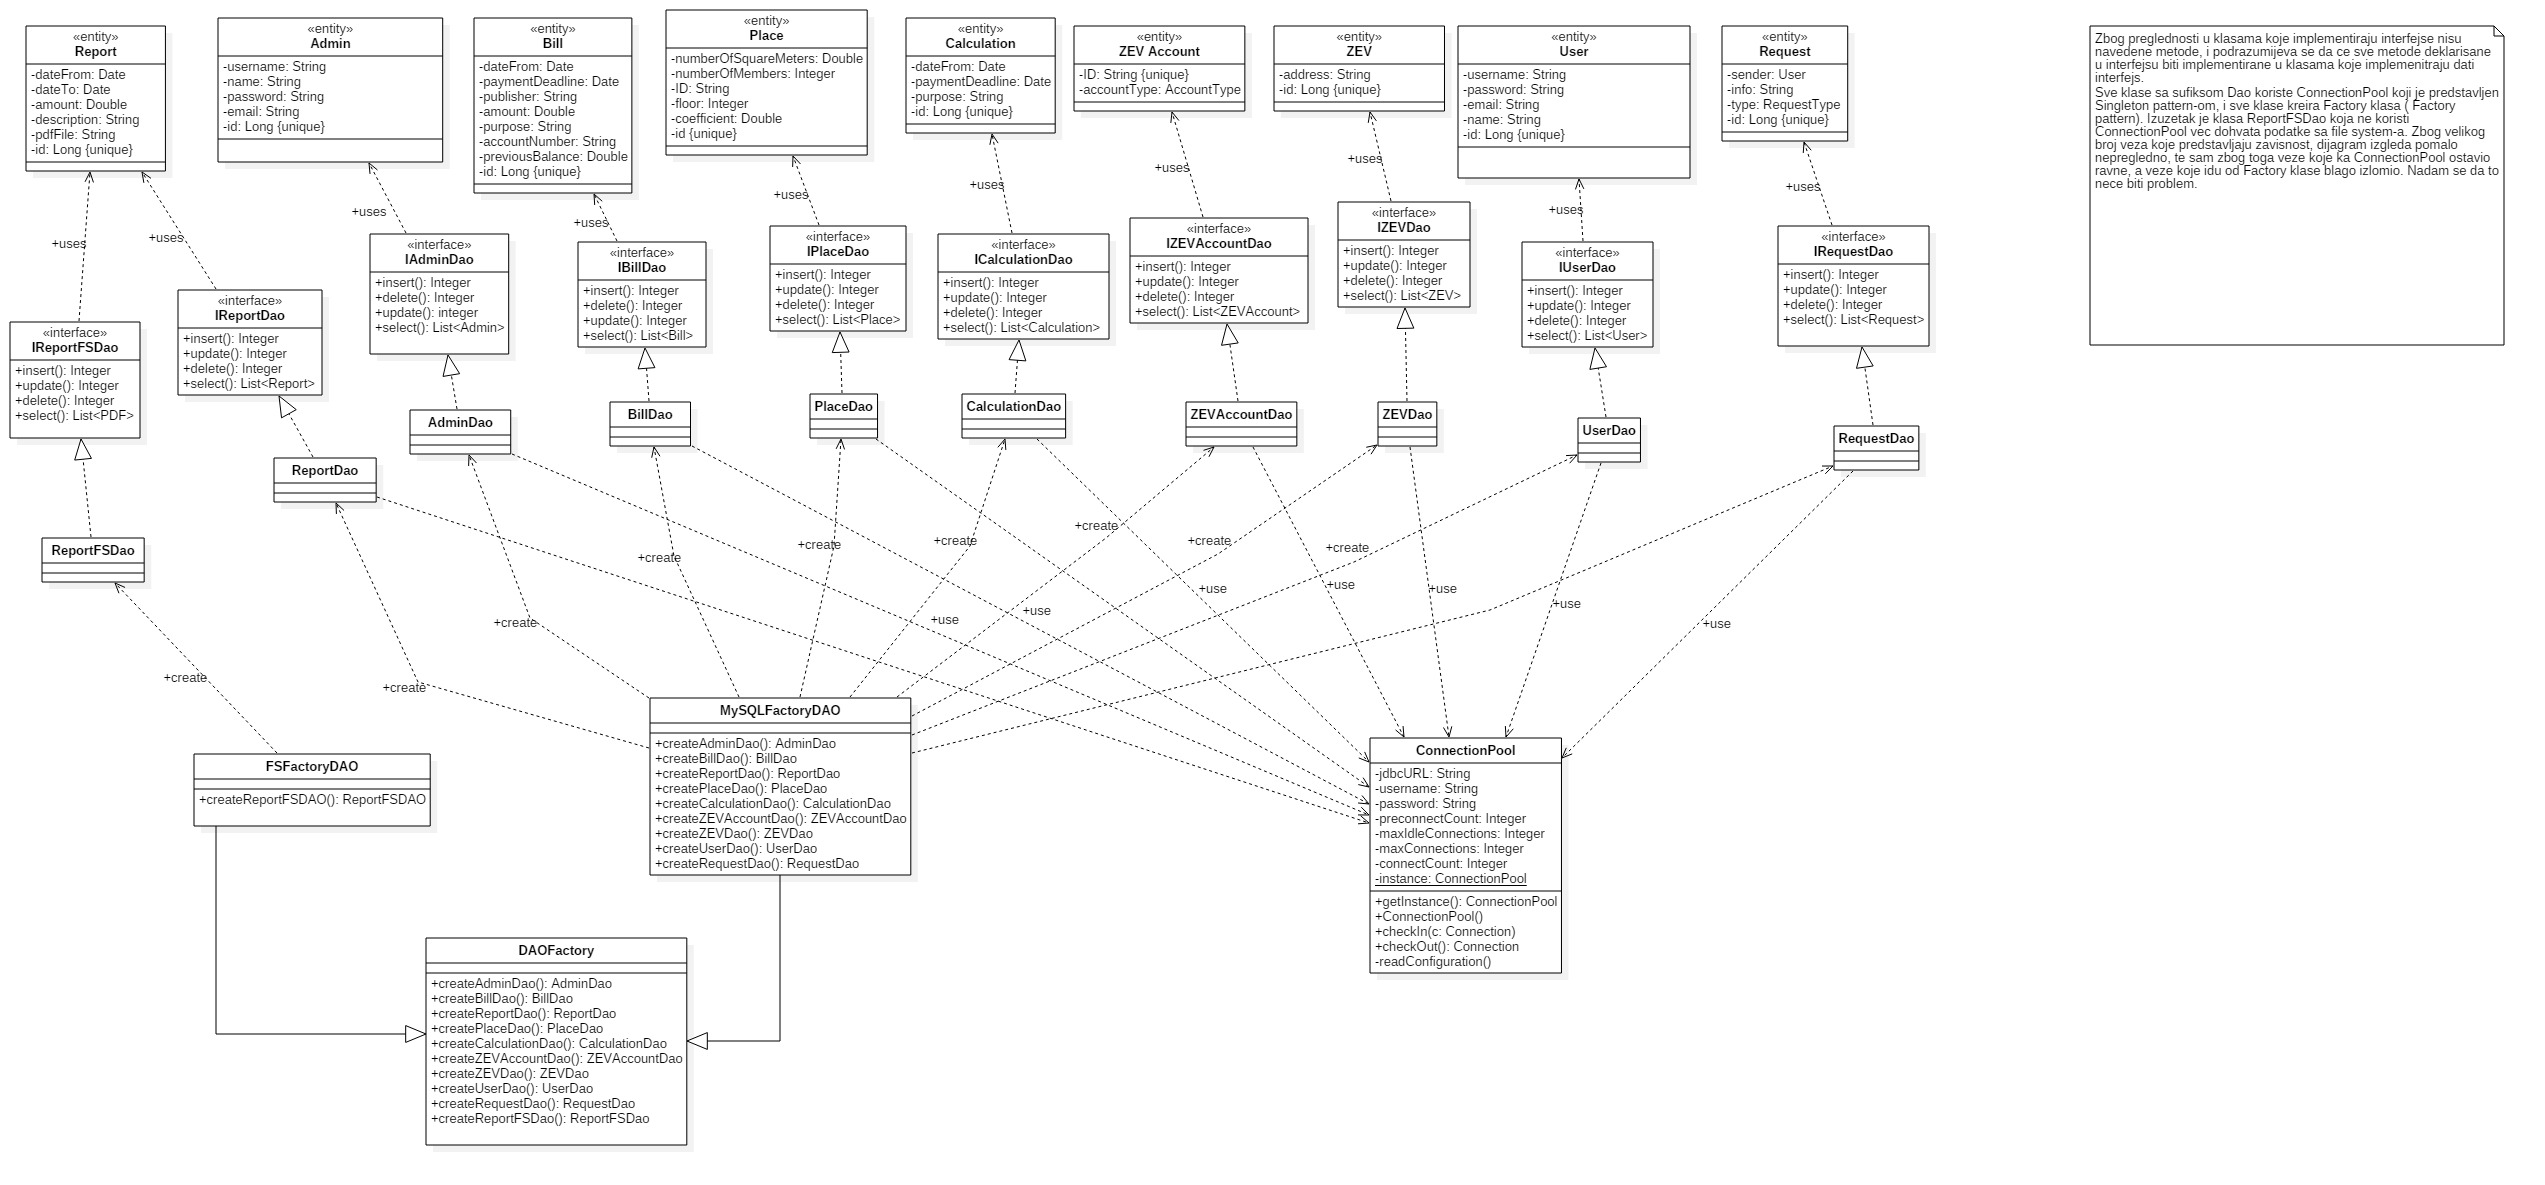 «entity»
Report
-dateFrom: Date
-dateTo: Date
-amount: Double
-description: String
-pdfFile: String
-id: Long {unique}
«entity»
Admin
-username: String
-name: String
-password: String
-email: String
-id: Long {unique}
«entity»
Bill
-dateFrom: Date
-paymentDeadline: Date
-publisher: String
-amount: Double
-purpose: String
-accountNumber: String
-previousBalance: Double
-id: Long {unique}
«entity»
Place
-numberOfSquareMeters: Double
-numberOfMembers: Integer
-ID: String
-floor: Integer
-coefficient: Double
-id {unique}
«entity»
Calculation
-dateFrom: Date
-paymentDeadline: Date
-purpose: String
-id: Long {unique}
«entity»
ZEV Account
-ID: String {unique}
-accountType: AccountType
«entity»
ZEV
-address: String
-id: Long {unique}
«entity»
User
-username: String
-password: String
-email: String
-name: String
-id: Long {unique}
«entity»
Request
-sender: User
-info: String
-type: RequestType
-id: Long {unique}
Zbog preglednosti u klasama koje implementiraju interfejse nisu
navedene metode, i podrazumijeva se da ce sve metode deklarisane
u interfejsu biti implementirane u klasama koje implemenitraju dati
interfejs.
Sve klase sa sufiksom Dao koriste ConnectionPool koji je predstavljen
Singleton pattern-om, i sve klase kreira Factory klasa ( Factory
pattern). Izuzetak je klasa ReportFSDao koja ne koristi
ConnectionPool vec dohvata podatke sa file system-a. Zbog velikog
broj veza koje predstavljaju zavisnost, dijagram izgleda pomalo
nepregledno, te sam zbog toga veze koje ka ConnectionPool ostavio
ravne, a veze koje idu od Factory klase blago izlomio. Nadam se da to
nece biti problem.
+uses
+uses
+uses
+uses
+uses
+uses
+uses
+uses
+uses
+uses
«interface»
IReportFSDao
+insert(): Integer
+update(): Integer
+delete(): Integer
+select(): List<PDF>
«interface»
IReportDao
+insert(): Integer
+update(): Integer
+delete(): Integer
+select(): List<Report>
«interface»
IAdminDao
+insert(): Integer
+delete(): Integer
+update(): integer
+select(): List<Admin>
«interface»
IBillDao
+insert(): Integer
+delete(): Integer
+update(): Integer
+select(): List<Bill>
«interface»
IPlaceDao
+insert(): Integer
+update(): Integer
+delete(): Integer
+select(): List<Place>
«interface»
ICalculationDao
+insert(): Integer
+update(): Integer
+delete(): Integer
+select(): List<Calculation>
«interface»
IZEVAccountDao
+insert(): Integer
+update(): Integer
+delete(): Integer
+select(): List<ZEVAccount>
«interface»
IZEVDao
+insert(): Integer
+update(): Integer
+delete(): Integer
+select(): List<ZEV>
«interface»
IUserDao
+insert(): Integer
+update(): Integer
+delete(): Integer
+select(): List<User>
«interface»
IRequestDao
+insert(): Integer
+update(): Integer
+delete(): Integer
+select(): List<Request>
ReportFSDao
ReportDao
AdminDao
BillDao
PlaceDao
CalculationDao
ZEVAccountDao
ZEVDao
UserDao
RequestDao
+create
+create
+create
+create
+create
+create
+create
+create
+create
+use
+use
+use
+use
+use
+use
+use
FSFactoryDAO
+createReportFSDAO(): ReportFSDAO
MySQLFactoryDAO
+createAdminDao(): AdminDao
+createBillDao(): BillDao
+createReportDao(): ReportDao
+createPlaceDao(): PlaceDao
+createCalculationDao(): CalculationDao
+createZEVAccountDao(): ZEVAccountDao
+createZEVDao(): ZEVDao
+createUserDao(): UserDao
+createRequestDao(): RequestDao
ConnectionPool
-jdbcURL: String
-username: String
-password: String
-preconnectCount: Integer
-maxIdleConnections: Integer
-maxConnections: Integer
-connectCount: Integer
-instance: ConnectionPool
+getInstance(): ConnectionPool
+ConnectionPool()
+checkIn(c: Connection)
+checkOut(): Connection
-readConfiguration()
DAOFactory
+createAdminDao(): AdminDao
+createBillDao(): BillDao
+createReportDao(): ReportDao
+createPlaceDao(): PlaceDao
+createCalculationDao(): CalculationDao
+createZEVAccountDao(): ZEVAccountDao
+createZEVDao(): ZEVDao
+createUserDao(): UserDao
+createRequestDao(): RequestDao
+createReportFSDao(): ReportFSDao